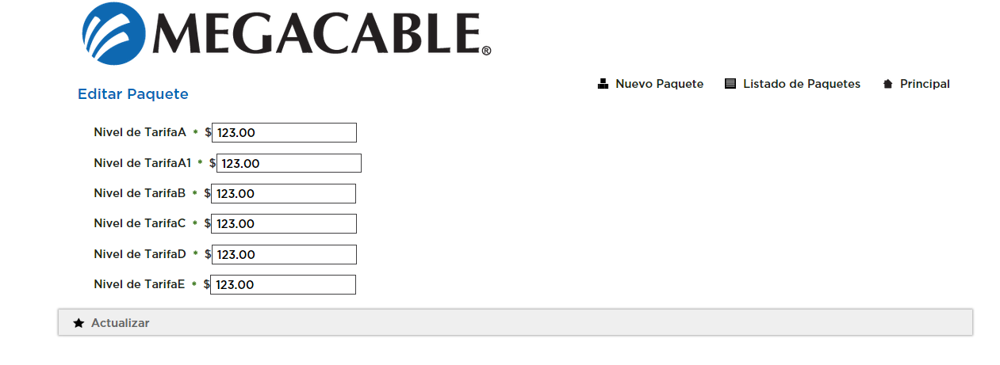 MEGACABLE®
Nuevo Paquete Listado de Paquetes Principal
Editar Paquete
Nivel de TarifaA * $ 123.00
Nivel de TarifaA1 * $ 123.00
Nivel de TarifaB * $ 123.00
Nivel de TarifaC * $ 123.00
Nivel de TarifaD * $ 123.00
Nivel de TarifaE * $ 123.00
Actualizar